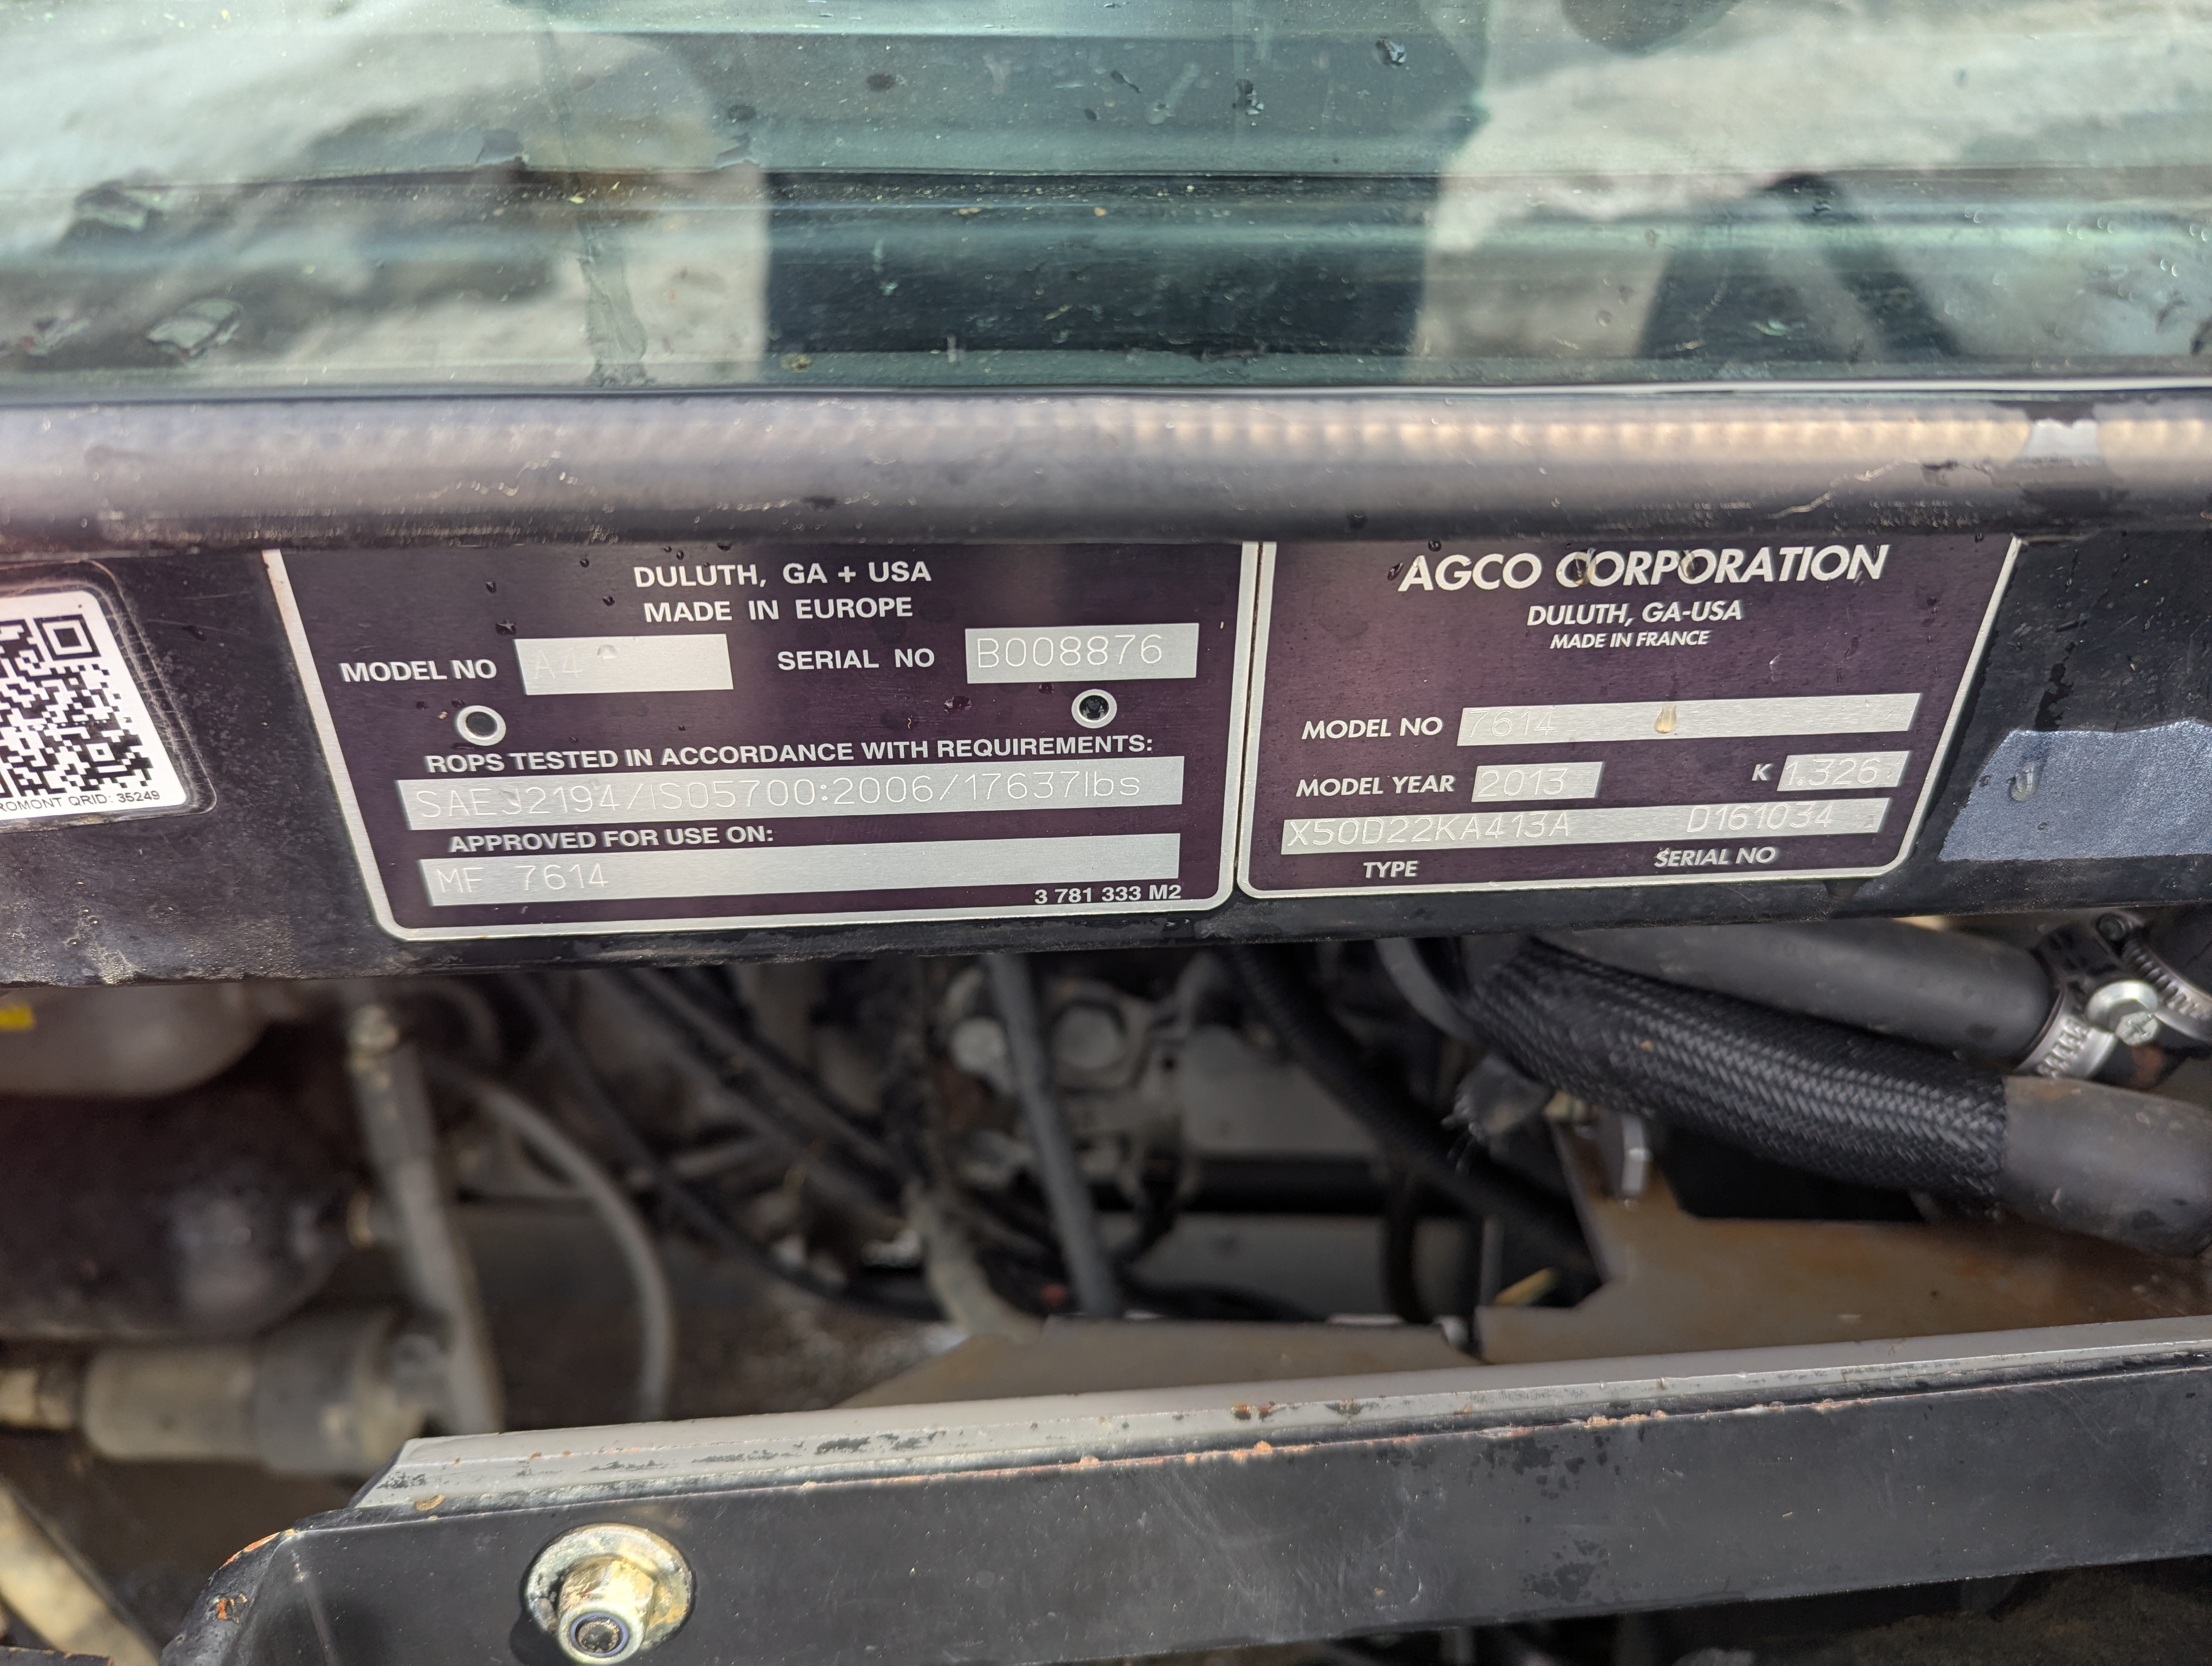 ROMONT QRID: 35249
DULUTH, GA + USA
MADE IN EUROPE
MODEL NO A4 SERIAL NO B008876
ROPS TESTED IN ACCORDANCE WITH REQUIREMENTS:
SAEJ2194/ISO5700:2006/17637lbs
APPROVED FOR USE ON:
MF 7614
3 781 333 M2
AGCO CORPORATION
DULUTH, GA-USA
MADE IN FRANCE
MODEL NO 7614
MODEL YEAR 2013 K 1.326
X50D22KA413A D161034
TYPE SERIAL NO